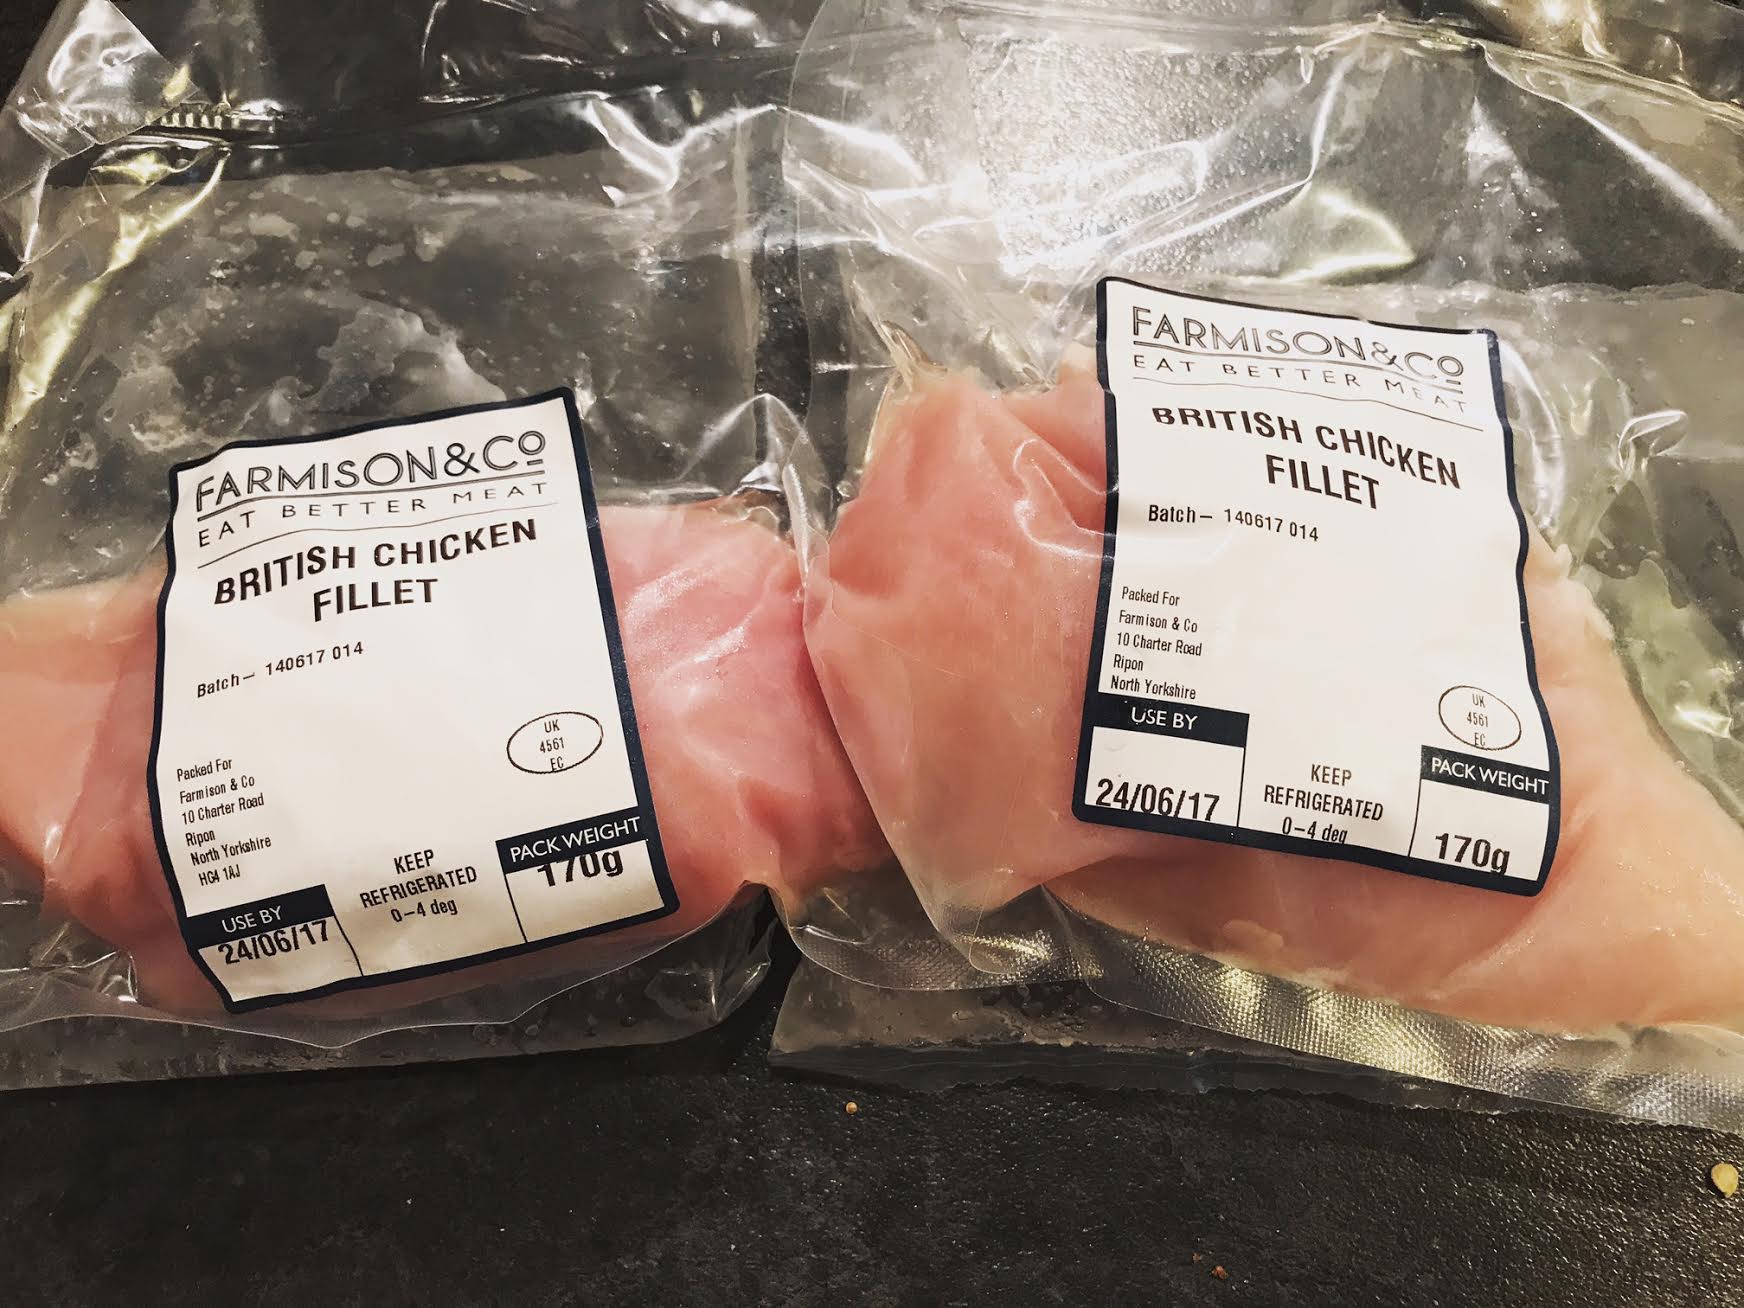 FARMISON&Co
EAT BETTER MEAT
BRITISH CHICKEN
FILLET
Batch– 140617 014
Packed For
Farmison & Co
10 Charter Road
Ripon
North Yorkshire
HG4 1AJ
UK
4561
EC
USE BY
24/06/17
KEEP
REFRIGERATED
0–4 deg
PACK WEIGHT
170g
FARMISON&Co
EAT BETTER MEAT
BRITISH CHICKEN
FILLET
Batch– 140617 014
Packed For
Farmison & Co
10 Charter Road
Ripon
North Yorkshire
UK
4561
EC
USE BY
24/06/17
KEEP
REFRIGERATED
0–4 deg
PACK WEIGHT
170g